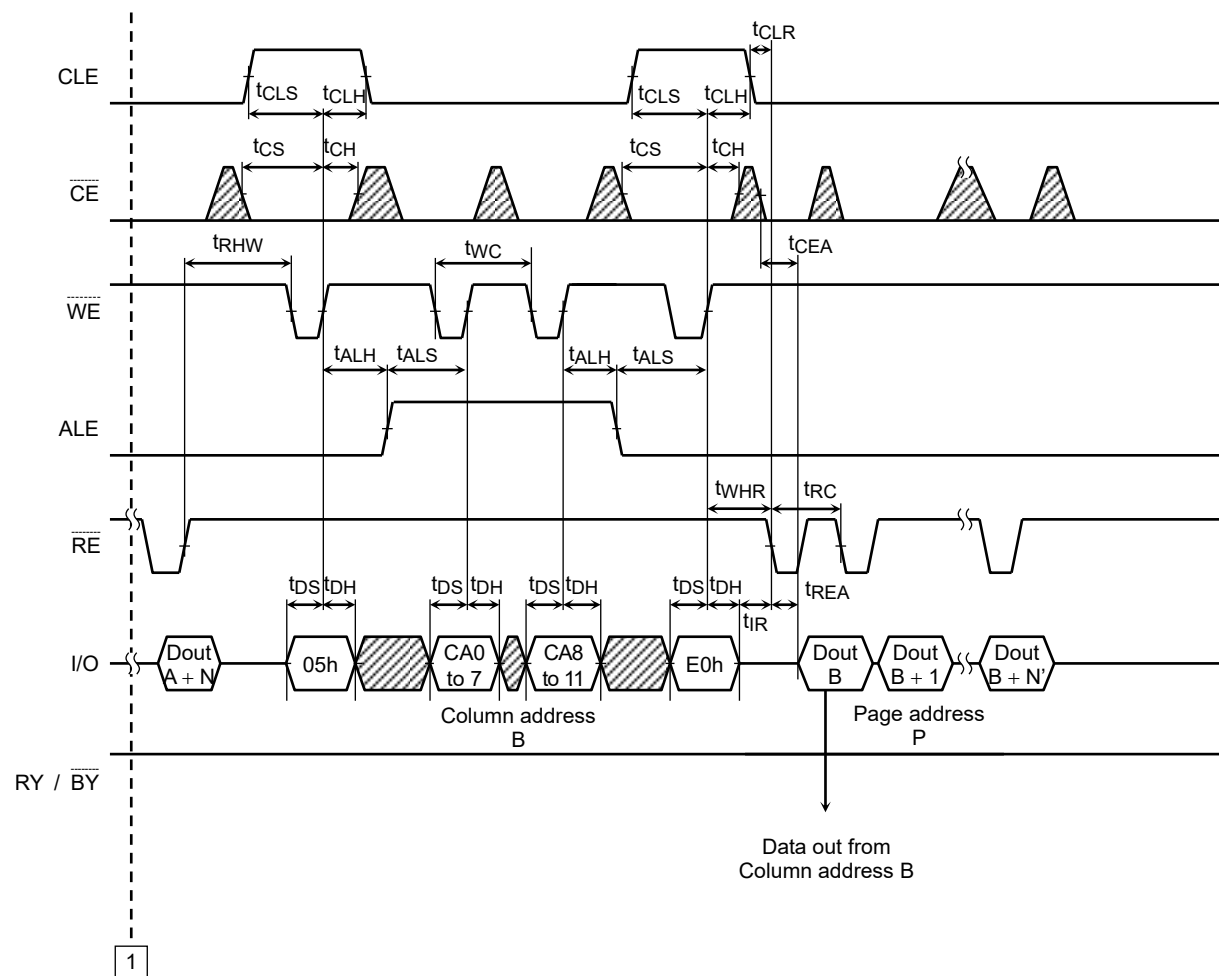 tCLR
CLE
tCLS tCLH tCLS tCLH
tCS tCH tCS tCH
CE
tRHW tWC tCEA
WE
tALH tALS tALH tALS
ALE
tWHR tRC
RE
tDS tDH tDS tDH tDS tDH tDS tDH tREA
tIR
I/O
Dout
A + N
05h
CA0
to 7
CA8
to 11
E0h
Dout
B
Dout
B + 1
Dout
B + N’
Column address
B
Page address
P
RY / BY
Data out from
Column address B
1